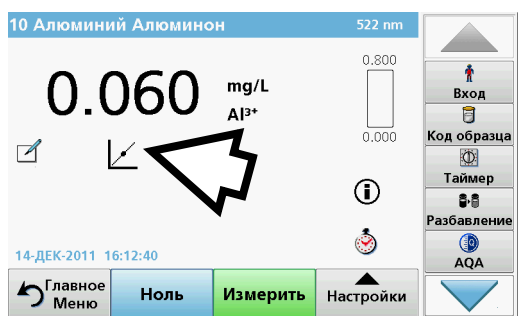 10 Алюминий Алюминон
522 nm
0.800
0.060
mg/L
Al³⁺
0.000
14-ДЕК-2011 16:12:40
Главное
Меню
Ноль
Измерить
Настройки
Вход
Код образца
Таймер
Разбавление
AQA